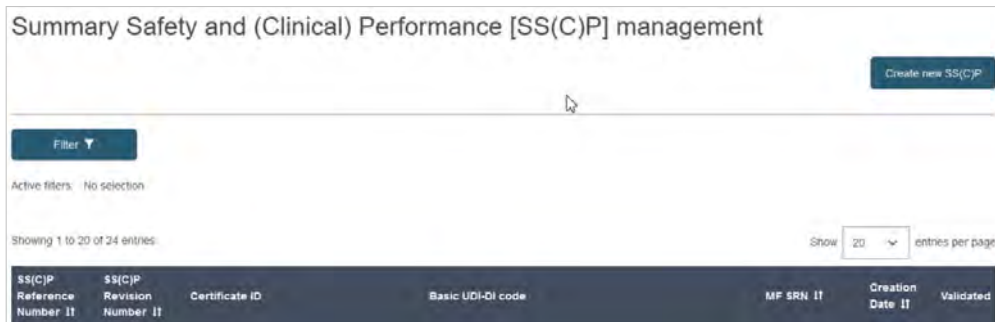 Summary Safety and (Clinical) Performance [SS(C)P] management
Create new SS(C)P
Filter
Active filters: No selection
Showing 1 to 20 of 24 entries
Show 20 entries per page
SS(C)P Reference Number
SS(C)P Revision Number
Certificate ID
Basic UDI-DI code
MF SRN
Creation Date
Validated